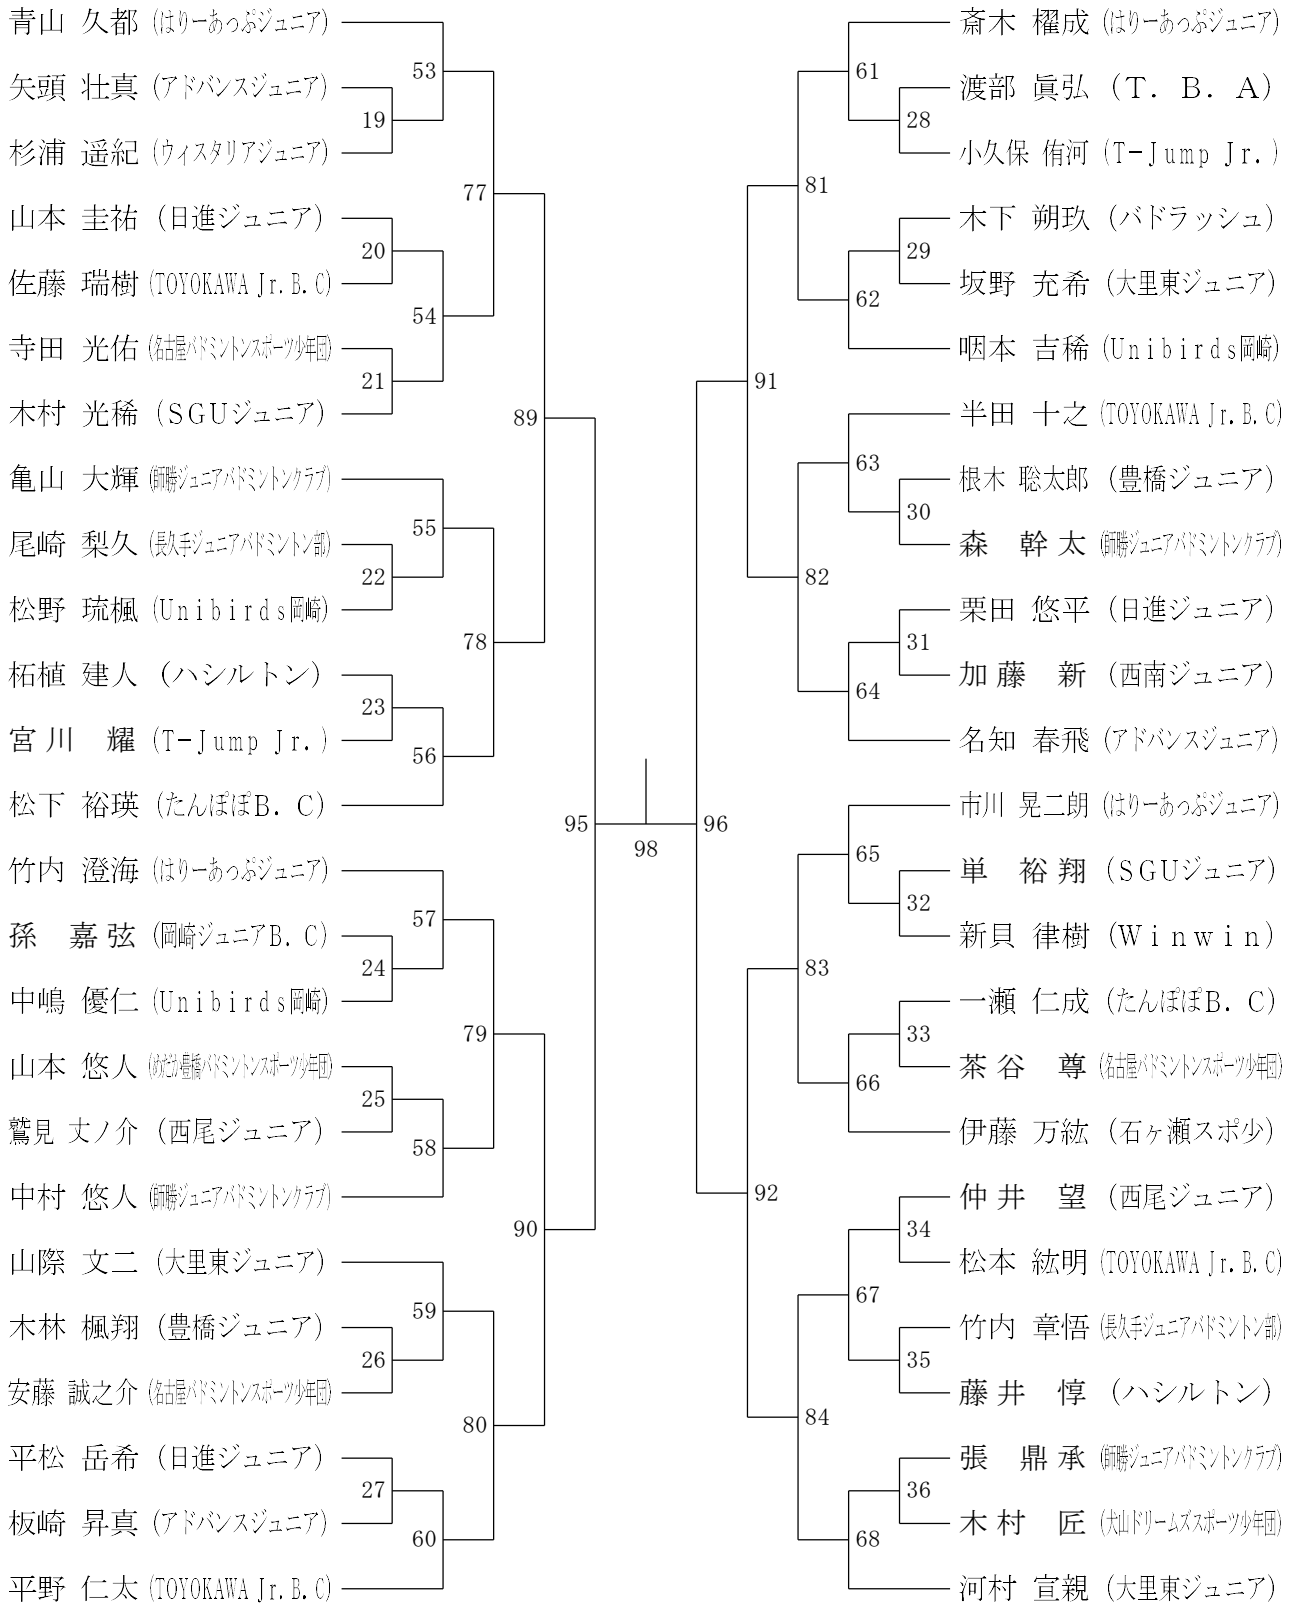 青山 久都 (はりーあっぷジュニア)
矢頭 壮真 (アドバンスジュニア)
杉浦 遥紀 (ウィスタリアジュニア)
山本 圭祐 (日進ジュニア)
佐藤 瑞樹 (TOYOKAWA Jr.B.C)
寺田 光佑 (名古屋バドミントンスポーツ少年団)
木村 光稀 (SGUジュニア)
亀山 大輝 (師勝ジュニアバドミントンクラブ)
尾崎 梨久 (長久手ジュニアバドミントン部)
松野 琉楓 (Unibirds岡崎)
柘植 建人 (ハシルトン)
宮川 耀 (T-Jump Jr.)
松下 裕瑛 (たんぽぽB.C)
竹内 澄海 (はりーあっぷジュニア)
孫 嘉弦 (岡崎ジュニアB.C)
中嶋 優仁 (Unibirds岡崎)
山本 悠人 (めだか豊橋バドミントンスポーツ少年団)
鷲見 丈ノ介 (西尾ジュニア)
中村 悠人 (師勝ジュニアバドミントンクラブ)
山際 文二 (大里東ジュニア)
木林 楓翔 (豊橋ジュニア)
安藤 誠之介 (名古屋バドミントンスポーツ少年団)
平松 岳希 (日進ジュニア)
板崎 昇真 (アドバンスジュニア)
平野 仁太 (TOYOKAWA Jr.B.C)
19
20
21
22
23
24
25
26
27
53
54
55
56
57
58
59
60
77
78
79
80
89
90
95
98
96
91
92
81
82
83
84
61
62
63
64
65
66
67
68
28
29
30
31
32
33
34
35
36
斎木 櫂成 (はりーあっぷジュニア)
渡部 眞弘 (T.B.A)
小久保 侑河 (T-Jump Jr.)
木下 朔玖 (バドラッシュ)
坂野 充希 (大里東ジュニア)
咽本 吉稀 (Unibirds岡崎)
半田 十之 (TOYOKAWA Jr.B.C)
根木 聡太郎 (豊橋ジュニア)
森 幹太 (師勝ジュニアバドミントンクラブ)
栗田 悠平 (日進ジュニア)
加藤 新 (西南ジュニア)
名知 春飛 (アドバンスジュニア)
市川 晃二朗 (はりーあっぷジュニア)
単 裕翔 (SGUジュニア)
新貝 律樹 (Winwin)
一瀬 仁成 (たんぽぽB.C)
茶谷 尊 (名古屋バドミントンスポーツ少年団)
伊藤 万紘 (石ヶ瀬スポ少)
仲井 望 (西尾ジュニア)
松本 紘明 (TOYOKAWA Jr.B.C)
竹内 章悟 (長久手ジュニアバドミントン部)
藤井 惇 (ハシルトン)
張 鼎承 (師勝ジュニアバドミントンクラブ)
木村 匠 (犬山ドリームズスポーツ少年団)
河村 宣親 (大里東ジュニア)